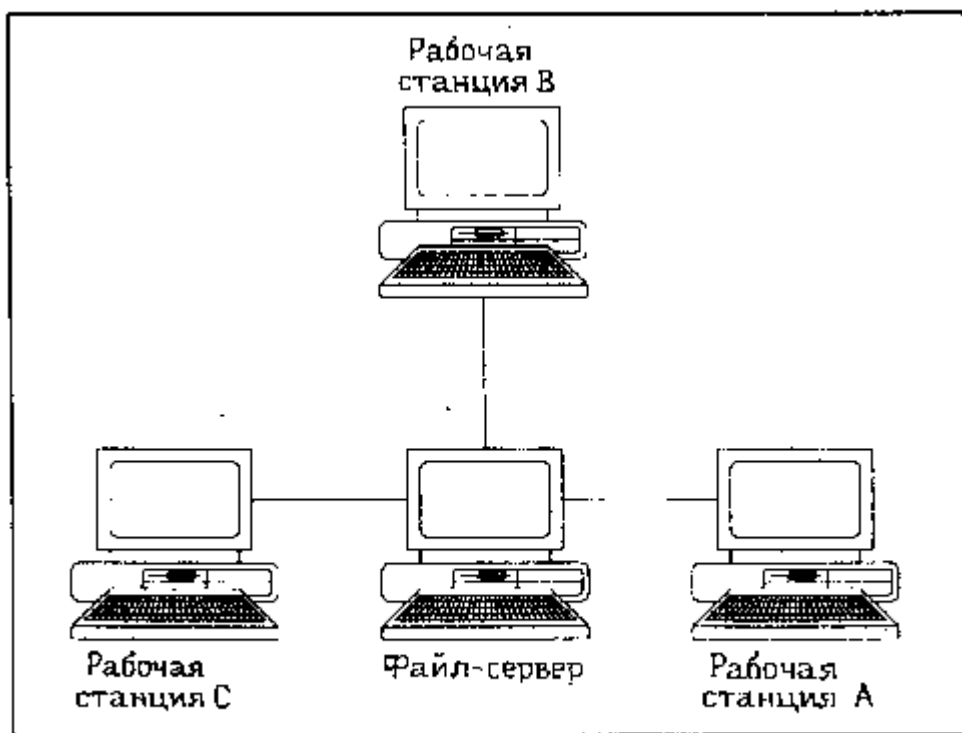 Рабочая
станция В
Рабочая
станция С
Файл-сервер
Рабочая
станция А